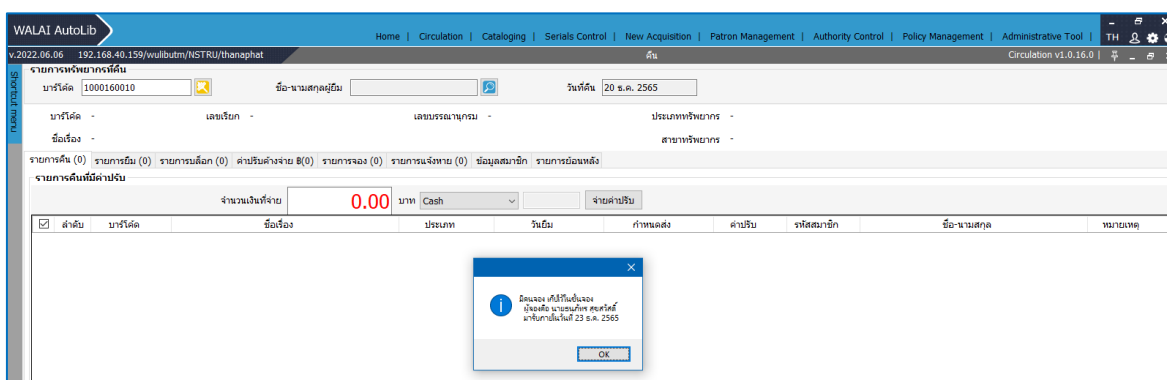 WALAI AutoLib
Home | Circulation | Cataloging | Serials Control | New Acquisition | Patron Management | Authority Control | Policy Management | Administrative Tool | TH
v.2022.06.06 192.168.40.159/wulibutm/NSTRU/thanaphat คืน Circulation v1.0.16.0 |
Shortcut menu
รายการทรัพยากรที่คืน
บาร์โค้ด 1000160010 ชื่อ-นามสกุลผู้ยืม วันที่คืน 20 ธ.ค. 2565
บาร์โค้ด - เลขเรียก - เลขบรรณานุกรม - ประเภททรัพยากร -
ชื่อเรื่อง - สาขาทรัพยากร -
รายการคืน (0) รายการยืม (0) รายการบล็อก (0) ค่าปรับค้างจ่าย ฿(0) รายการจอง (0) รายการแจ้งหาย (0) ข้อมูลสมาชิก รายการย้อนหลัง
รายการคืนที่มีค่าปรับ
จำนวนเงินที่จ่าย 0.00 บาท Cash จ่ายค่าปรับ
ลำดับ บาร์โค้ด ชื่อเรื่อง ประเภท วันยืม กำหนดส่ง ค่าปรับ รหัสสมาชิก ชื่อ-นามสกุล หมายเหตุ
มีคนจอง เก็บไว้ในชั้นจอง
ผู้จองคือ นายธนภัทร สุขสวัสดิ์
มารับภายในวันที่ 23 ธ.ค. 2565
OK